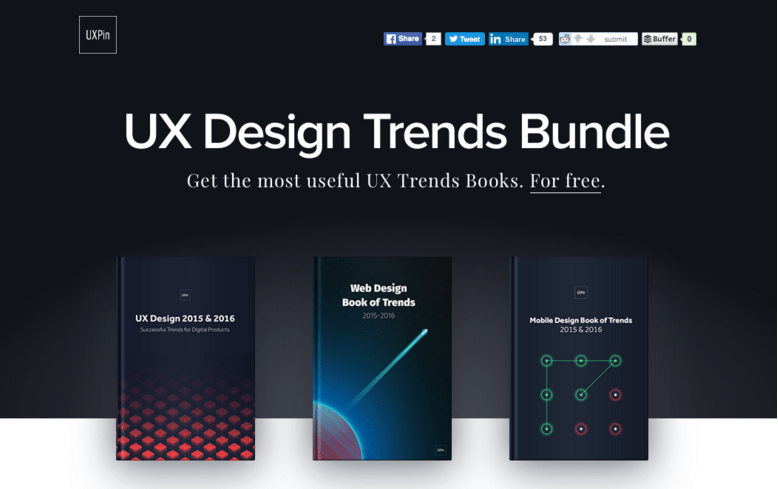 UXPin
Share 2 Tweet Share 53 submit Buffer 0
UX Design Trends Bundle
Get the most useful UX Trends Books. For free.
UXPin
UX Design 2015 & 2016
Successful Trends for Digital Products
Web Design
Book of Trends
2015-2016
UXPin
UXPin
Mobile Design Book of Trends
2015 & 2016